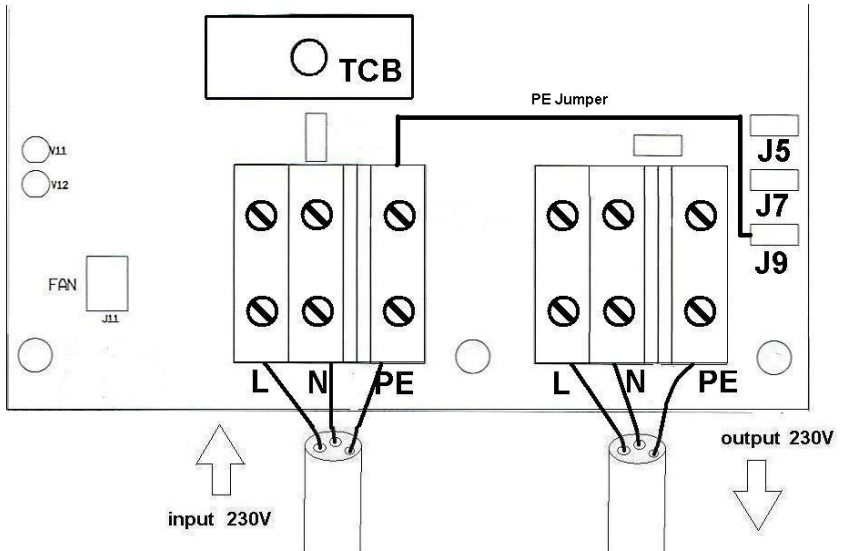 TCB
PE Jumper
V11
J5
V12
J7
J9
FAN
J11
L N PE
L N PE
output 230V
input 230V